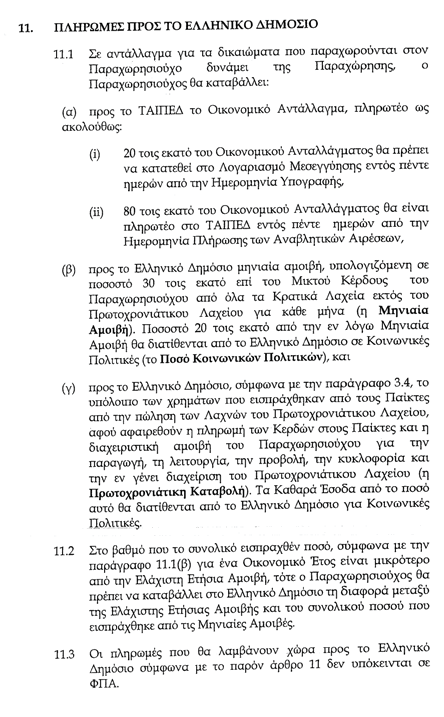 11. ΠΛΗΡΩΜΕΣ ΠΡΟΣ ΤΟ ΕΛΛΗΝΙΚΟ ΔΗΜΟΣΙΟ
11.1 Σε αντάλλαγμα για τα δικαιώματα που παραχωρούνται στον
Παραχωρησιούχο δυνάμει της Παραχώρησης, ο
Παραχωρησιούχος θα καταβάλλει:
(α) προς το ΤΑΙΠΕΔ το Οικονομικό Αντάλλαγμα, πληρωτέο ως
ακολούθως:
(i) 20 τοις εκατό του Οικονομικού Ανταλλάγματος θα πρέπει
να κατατεθεί στο Λογαριασμό Μεσεγγύησης εντός πέντε
ημερών από την Ημερομηνία Υπογραφής,
(ii) 80 τοις εκατό του Οικονομικού Ανταλλάγματος θα είναι
πληρωτέο στο ΤΑΙΠΕΔ εντός πέντε ημερών από την
Ημερομηνία Πλήρωσης των Αναβλητικών Αιρέσεων,
(β) προς το Ελληνικό Δημόσιο μηνιαία αμοιβή, υπολογιζόμενη σε
ποσοστό 30 τοις εκατό επί του Μικτού Κέρδους του
Παραχωρησιούχου από όλα τα Κρατικά Λαχεία εκτός του
Πρωτοχρονιάτικου Λαχείου για κάθε μήνα (η Μηνιαία
Αμοιβή). Ποσοστό 20 τοις εκατό από την εν λόγω Μηνιαία
Αμοιβή θα διατίθενται από το Ελληνικό Δημόσιο σε Κοινωνικές
Πολιτικές (το Ποσό Κοινωνικών Πολιτικών), και
(γ) προς το Ελληνικό Δημόσιο, σύμφωνα με την παράγραφο 3.4, το
υπόλοιπο των χρημάτων που εισπράχθηκαν από τους Παίκτες
από την πώληση των Λαχνών του Πρωτοχρονιάτικου Λαχείου,
αφού αφαιρεθούν η πληρωμή των Κερδών στους Παίκτες και η
διαχειριστική αμοιβή του Παραχωρησιούχου για την
παραγωγή, τη λειτουργία, την προβολή, την κυκλοφορία και
την εν γένει διαχείριση του Πρωτοχρονιάτικου Λαχείου (η
Πρωτοχρονιάτικη Καταβολή). Τα Καθαρά Έσοδα από το ποσό
αυτό θα διατίθενται από το Ελληνικό Δημόσιο για Κοινωνικές
Πολιτικές.
11.2 Στο βαθμό που το συνολικό εισπραχθέν ποσό, σύμφωνα με την
παράγραφο 11.1(β) για ένα Οικονομικό Έτος είναι μικρότερο
από την Ελάχιστη Ετήσια Αμοιβή, τότε ο Παραχωρησιούχος θα
πρέπει να καταβάλλει στο Ελληνικό Δημόσιο τη διαφορά μεταξύ
της Ελάχιστης Ετήσιας Αμοιβής και του συνολικού ποσού που
εισπράχθηκε από τις Μηνιαίες Αμοιβές.
11.3 Οι πληρωμές που θα λαμβάνουν χώρα προς το Ελληνικό
Δημόσιο σύμφωνα με το παρόν άρθρο 11 δεν υπόκεινται σε
ΦΠΑ.